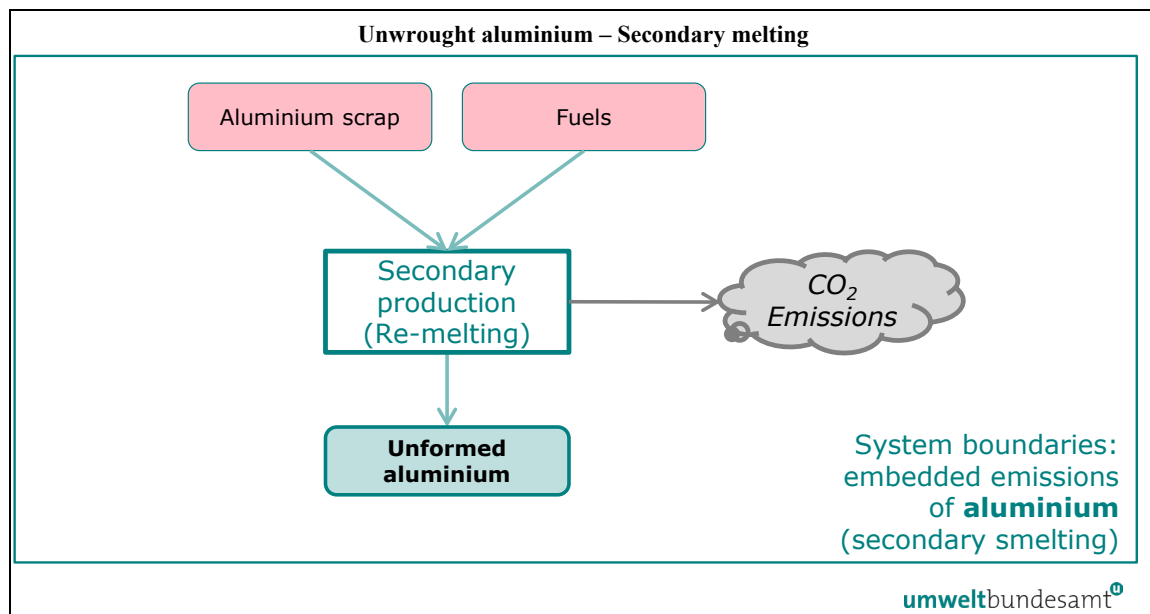 Unwrought aluminium – Secondary melting
Aluminium scrap
Fuels
Secondary
production
(Re-melting)
CO₂
Emissions
Unformed
aluminium
System boundaries:
embedded emissions
of aluminium
(secondary smelting)
umweltbundesamt u